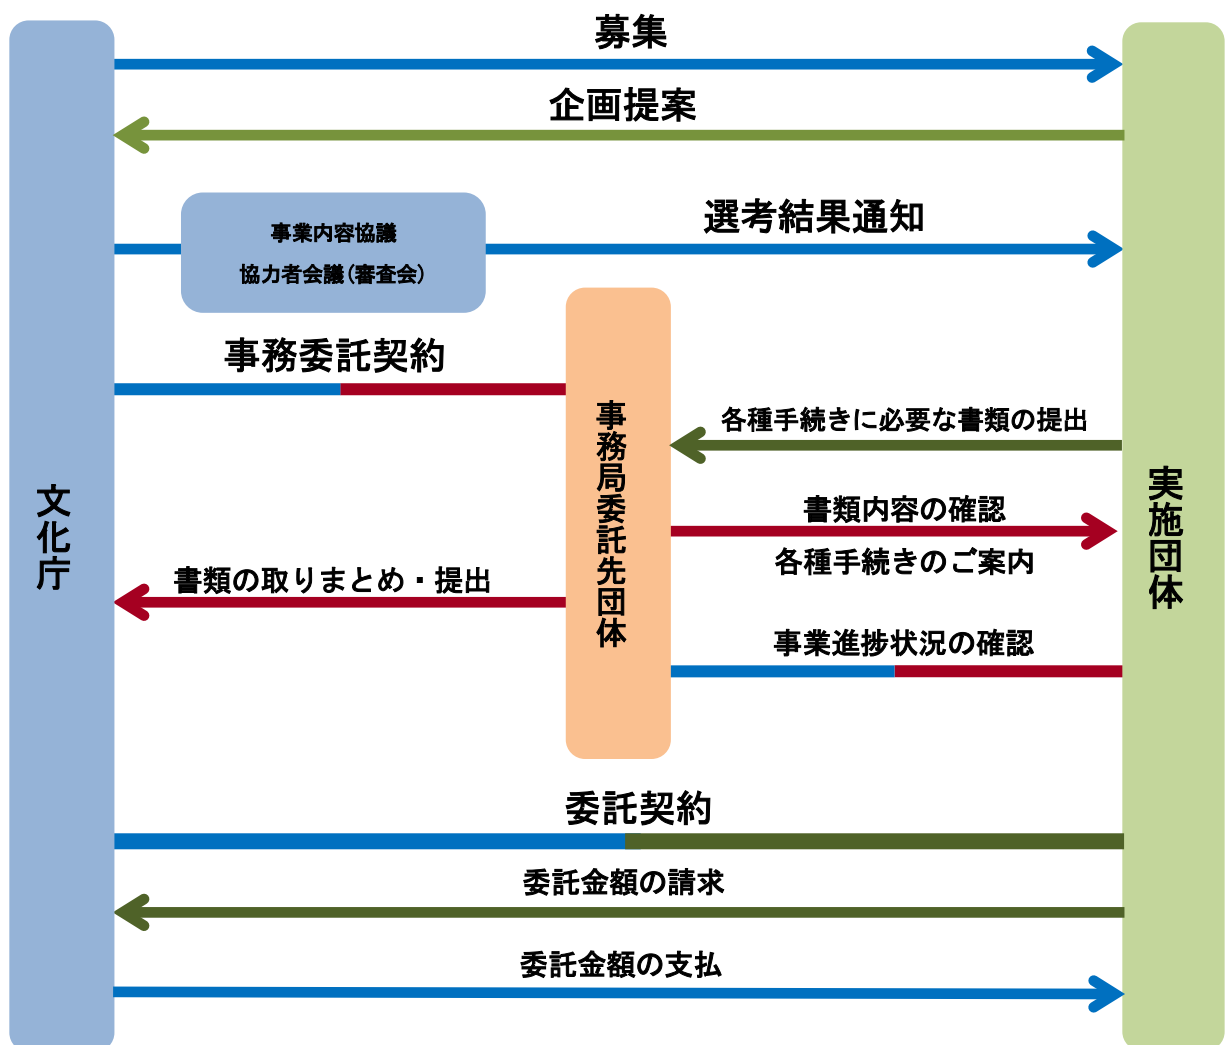 募集
企画提案
事業内容協議
協力者会議(審査会)
選考結果通知
事務委託契約
事務局委託先団体
各種手続きに必要な書類の提出
文化庁
実施団体
書類内容の確認
各種手続きのご案内
書類の取りまとめ・提出
事業進捗状況の確認
委託契約
委託金額の請求
委託金額の支払